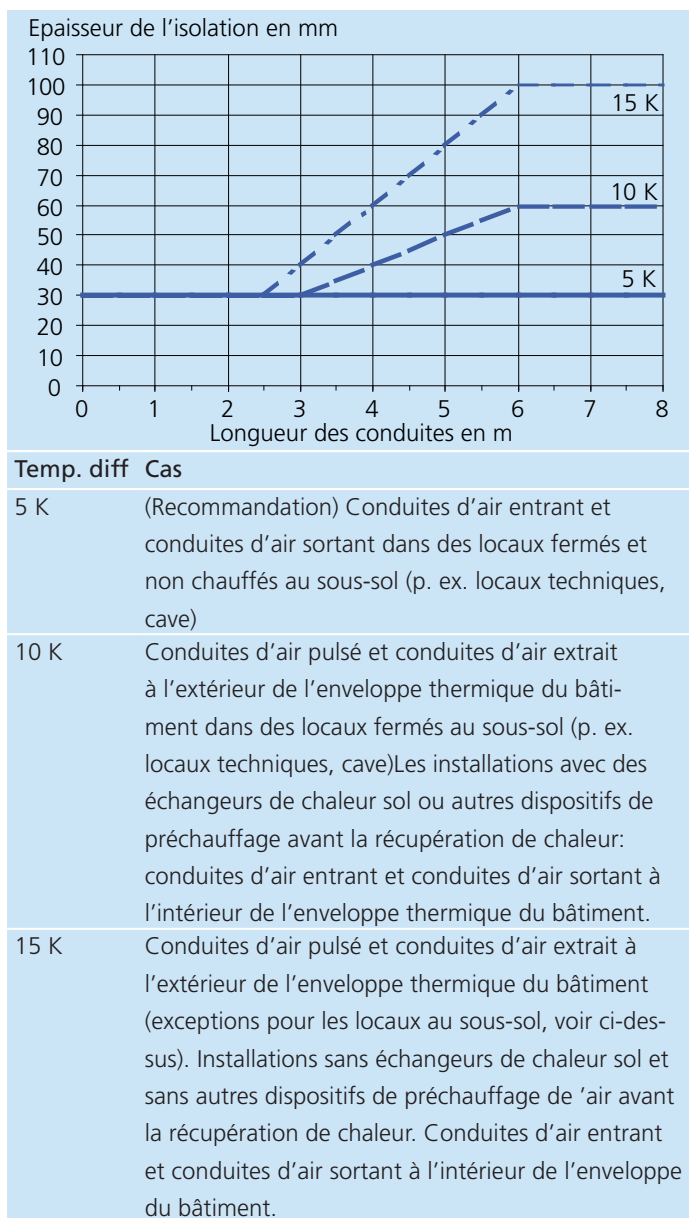 Epaisseur de l'isolation en mm
110
100
90
80
70
60
50
40
30
20
10
0
15 K
10 K
5 K
0 1 2 3 4 5 6 7 8
Longueur des conduites en m
Temp. diff Cas
5 K (Recommandation) Conduites d'air entrant et
conduites d'air sortant dans des locaux fermés et
non chauffés au sous-sol (p. ex. locaux techniques,
cave)
10 K Conduites d'air pulsé et conduites d'air extrait
à l'extérieur de l'enveloppe thermique du bâti-
ment dans des locaux fermés au sous-sol (p. ex.
locaux techniques, cave)Les installations avec des
échangeurs de chaleur sol ou autres dispositifs de
préchauffage avant la récupération de chaleur:
conduites d'air entrant et conduites d'air sortant à
l'intérieur de l'enveloppe thermique du bâtiment.
15 K Conduites d'air pulsé et conduites d'air extrait à
l'extérieur de l'enveloppe thermique du bâtiment
(exceptions pour les locaux au sous-sol, voir ci-des-
sus). Installations sans échangeurs de chaleur sol et
sans autres dispositifs de préchauffage de 'air avant
la récupération de chaleur. Conduites d'air entrant
et conduites d'air sortant à l'intérieur de l'enveloppe
du bâtiment.